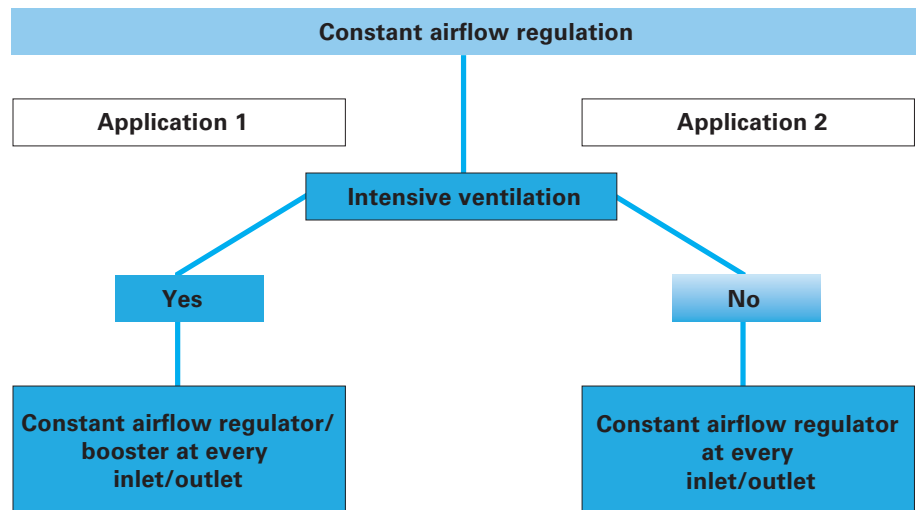 Constant airflow regulation
Application 1
Application 2
Intensive ventilation
Yes
No
Constant airflow regulator/
booster at every
inlet/outlet
Constant airflow regulator
at every
inlet/outlet